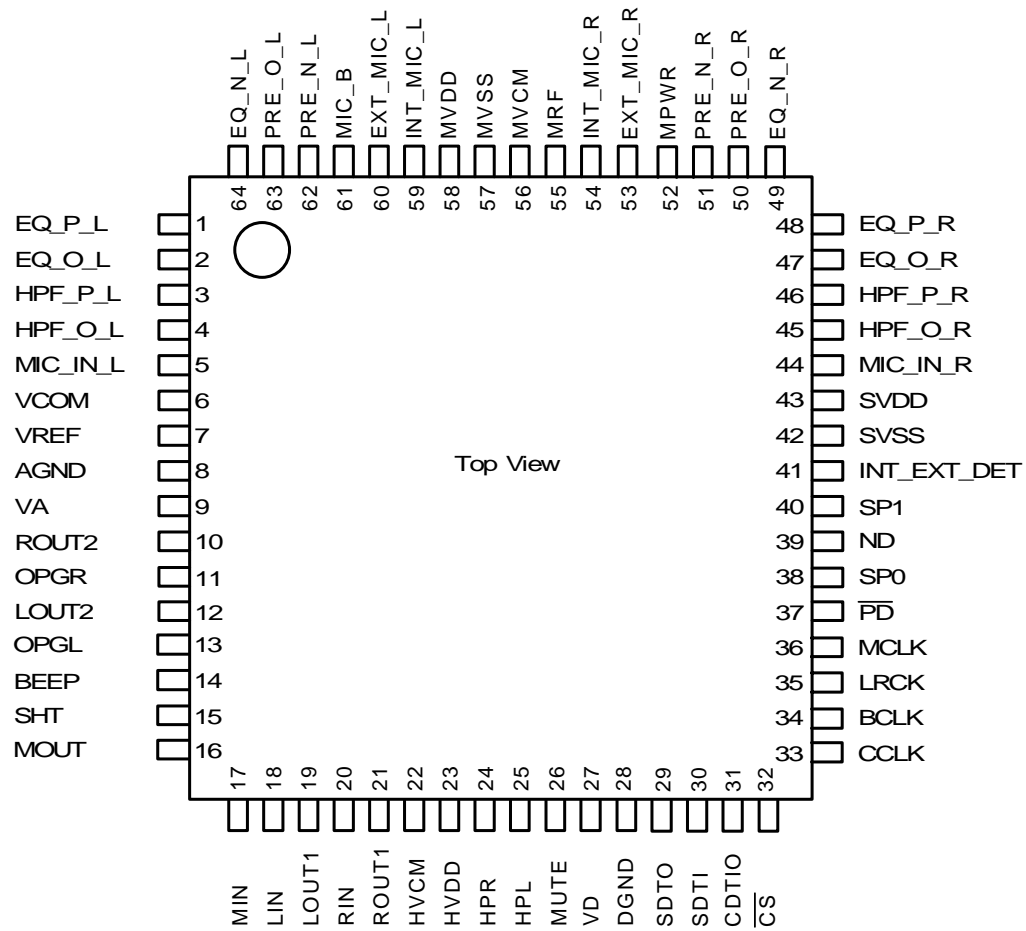 EQ_N_L
PRE_O_L
PRE_N_L
MIC_B
EXT_MIC_L
INT_MIC_L
MVDD
MVSS
MVCM
MRF
INT_MIC_R
EXT_MIC_R
MPWR
PRE_N_R
PRE_O_R
EQ_N_R
64
63
62
61
60
59
58
57
56
55
54
53
52
51
50
49
EQ_P_L 1
EQ_O_L 2
HPF_P_L 3
HPF_O_L 4
MIC_IN_L 5
VCOM 6
VREF 7
AGND 8
VA 9
ROUT2 10
OPGR 11
LOUT2 12
OPGL 13
BEEP 14
SHT 15
MOUT 16
Top View
48 EQ_P_R
47 EQ_O_R
46 HPF_P_R
45 HPF_O_R
44 MIC_IN_R
43 SVDD
42 SVSS
41 INT_EXT_DET
40 SP1
39 ND
38 SP0
37 PD
36 MCLK
35 LRCK
34 BCLK
33 CCLK
17
18
19
20
21
22
23
24
25
26
27
28
29
30
31
32
MIN
LIN
LOUT1
RIN
ROUT1
HVCM
HVDD
HPR
HPL
MUTE
VD
DGND
SDTO
SDTI
CDTIO
CS